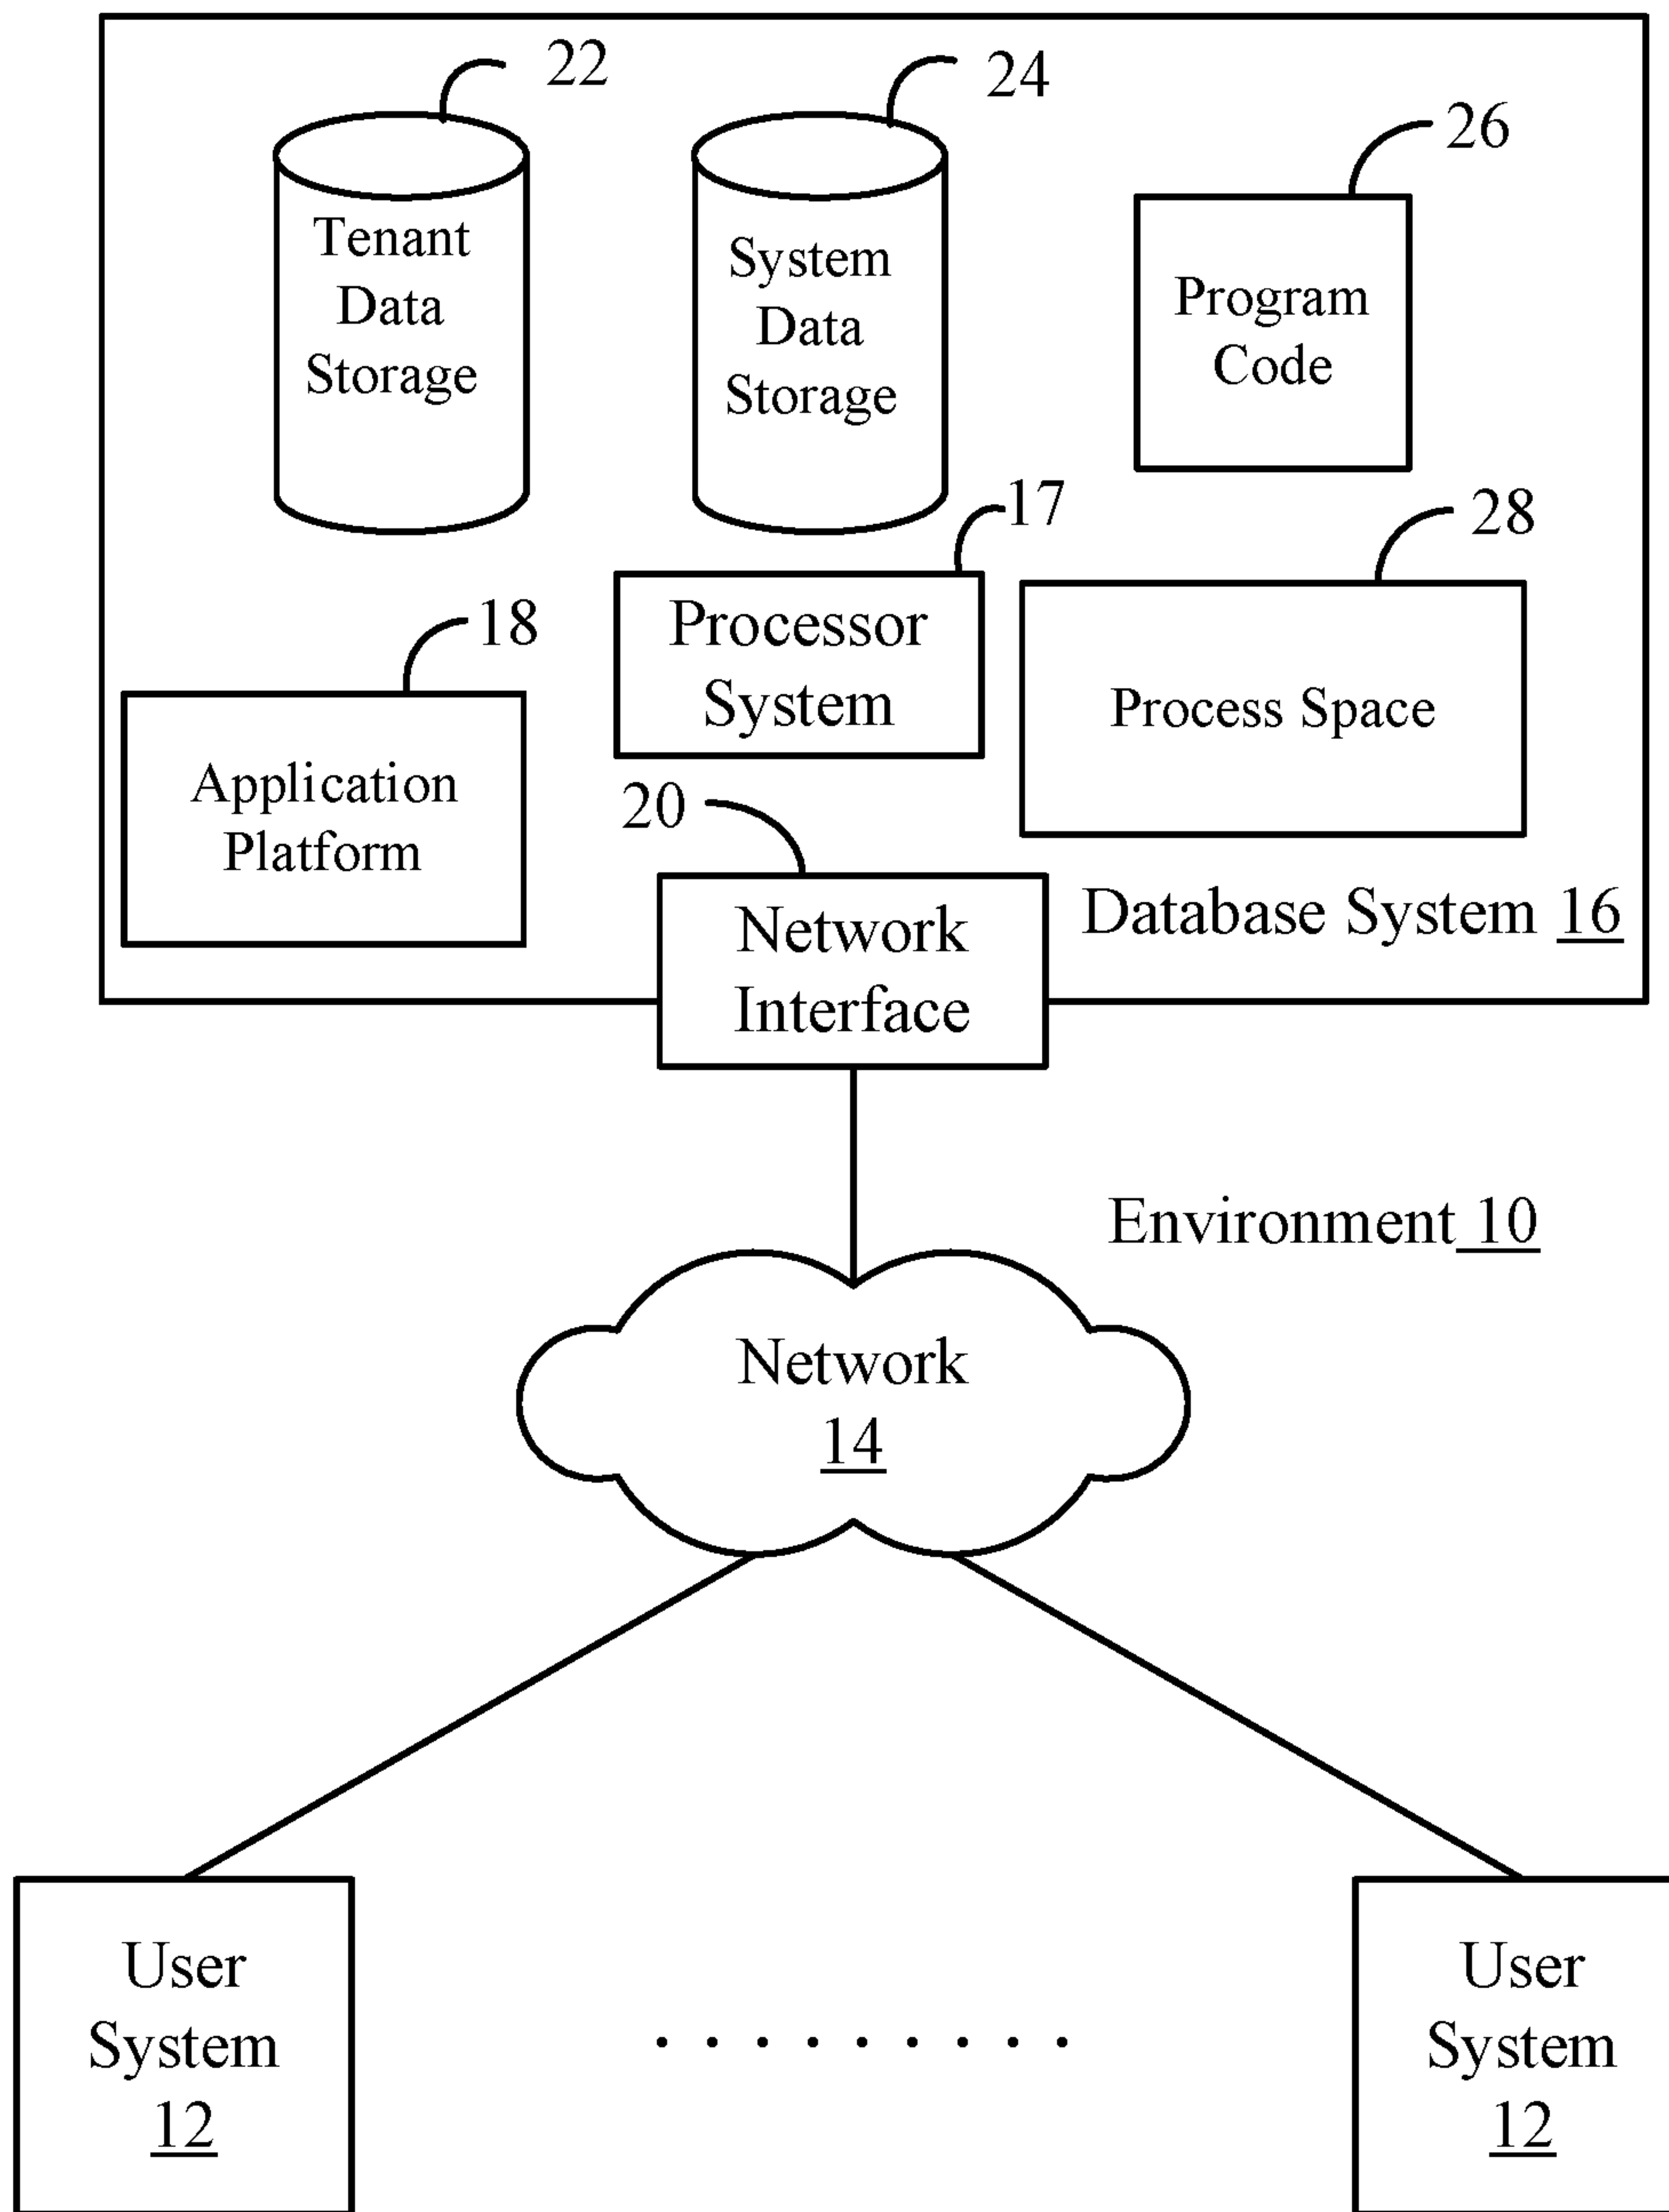 22
24
26
Tenant
Data
Storage
System
Data
Storage
Program
Code
17
28
18
Processor
System
Process Space
Application
Platform
20
Network
Interface
Database System 16
Environment 10
Network
14
User
System
12
. . . . . . . . .
User
System
12